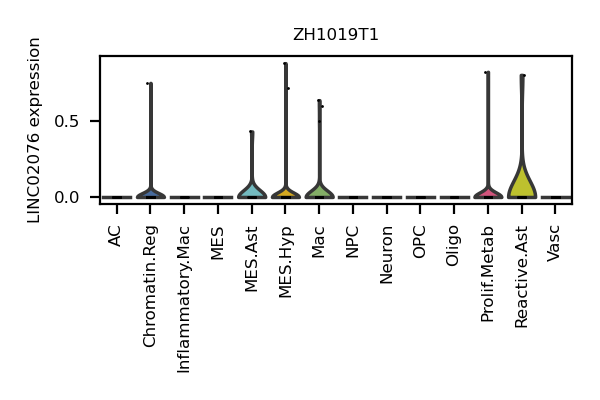 ZH1019T1
LINC02076 expression
0.5
0.0
AC
Chromatin.Reg
Inflammatory.Mac
MES
MES.Ast
MES.Hyp
Mac
NPC
Neuron
OPC
Oligo
Prolif.Metab
Reactive.Ast
Vasc